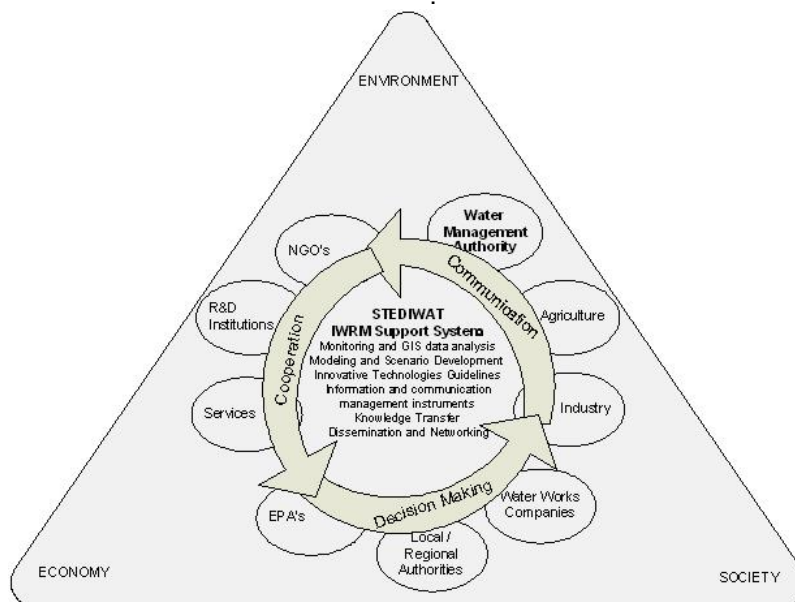 ENVIRONMENT
Water
Management
Authority
NGO's
Communication
R&D
Institutions
Agriculture
STEDIWAT
IWRM Support System
Monitoring and GIS data analysis
Modeling and Scenario Development
Innovative Technologies Guidelines
Information and communication
management instruments
Knowledge Transfer
Dissemination and Networking
Cooperation
Services
Industry
Decision Making
EPA's
Water Works
Companies
Local /
Regional
Authorities
ECONOMY
SOCIETY